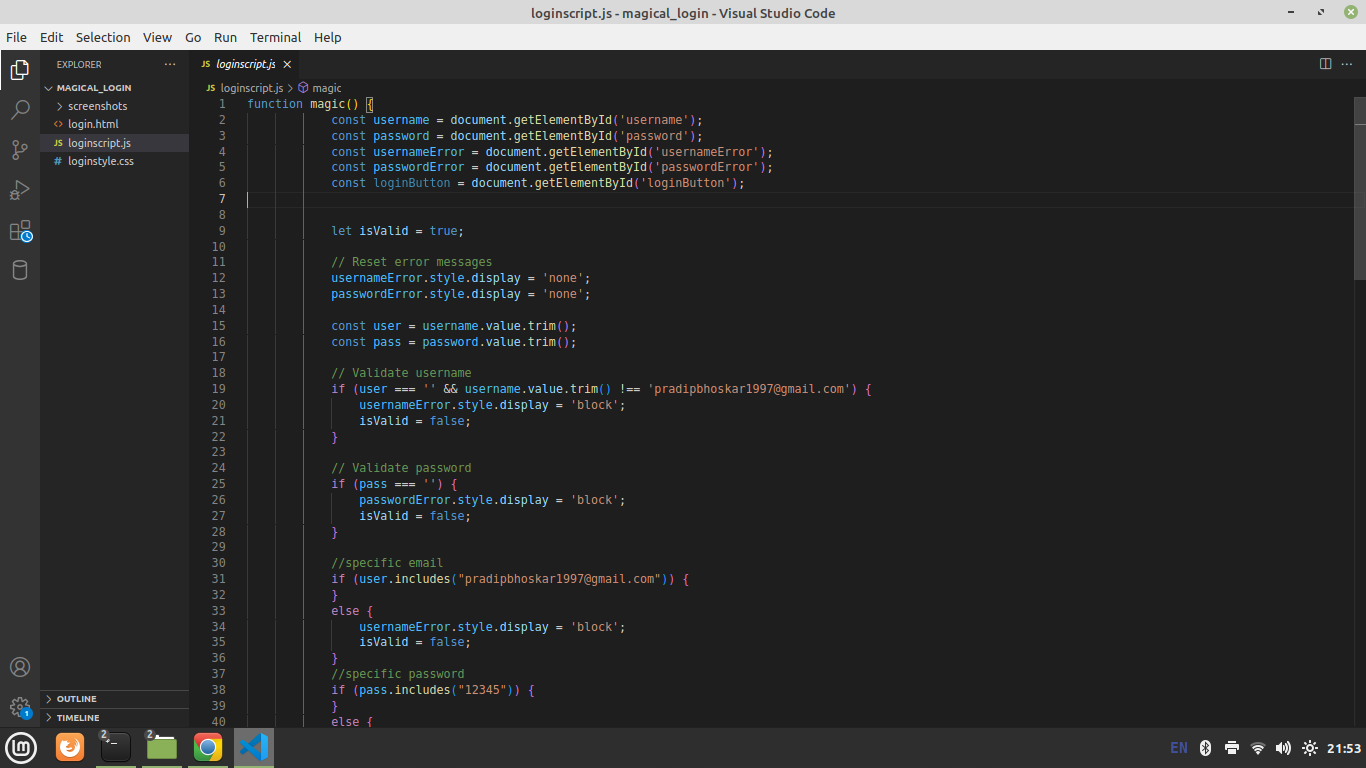 loginscript.js - magical_login - Visual Studio Code
File Edit Selection View Go Run Terminal Help
EXPLORER
MAGICAL_LOGIN
screenshots
<> login.html
JS loginscript.js
# loginstyle.css
OUTLINE
TIMELINE
JS loginscript.js
JS loginscript.js > magic
1 function magic() {
2 const username = document.getElementById('username');
3 const password = document.getElementById('password');
4 const usernameError = document.getElementById('usernameError');
5 const passwordError = document.getElementById('passwordError');
6 const loginButton = document.getElementById('loginButton');
7
8
9 let isValid = true;
10
11 // Reset error messages
12 usernameError.style.display = 'none';
13 passwordError.style.display = 'none';
14
15 const user = username.value.trim();
16 const pass = password.value.trim();
17
18 // Validate username
19 if (user === '' && username.value.trim() !== 'pradipbhoskar1997@gmail.com') {
20 usernameError.style.display = 'block';
21 isValid = false;
22 }
23
24 // Validate password
25 if (pass === '') {
26 passwordError.style.display = 'block';
27 isValid = false;
28 }
29
30 //specific email
31 if (user.includes("pradipbhoskar1997@gmail.com")) {
32 }
33 else {
34 usernameError.style.display = 'block';
35 isValid = false;
36 }
37 //specific password
38 if (pass.includes("12345")) {
39 }
40 else {
1
2
2
EN
21:53